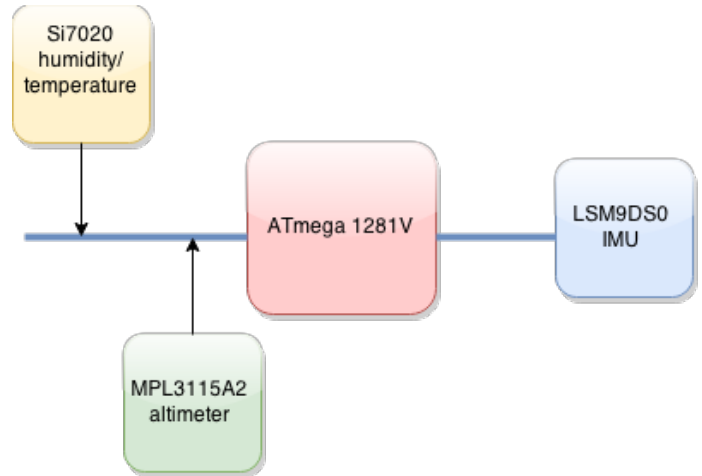 Si7020
humidity/
temperature
ATmega 1281V
LSM9DS0
IMU
MPL3115A2
altimeter